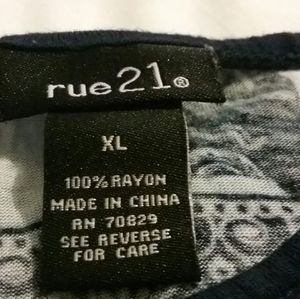 rue21®
XL
100% RAYON
MADE IN CHINA
RN 70829
SEE REVERSE
FOR CARE